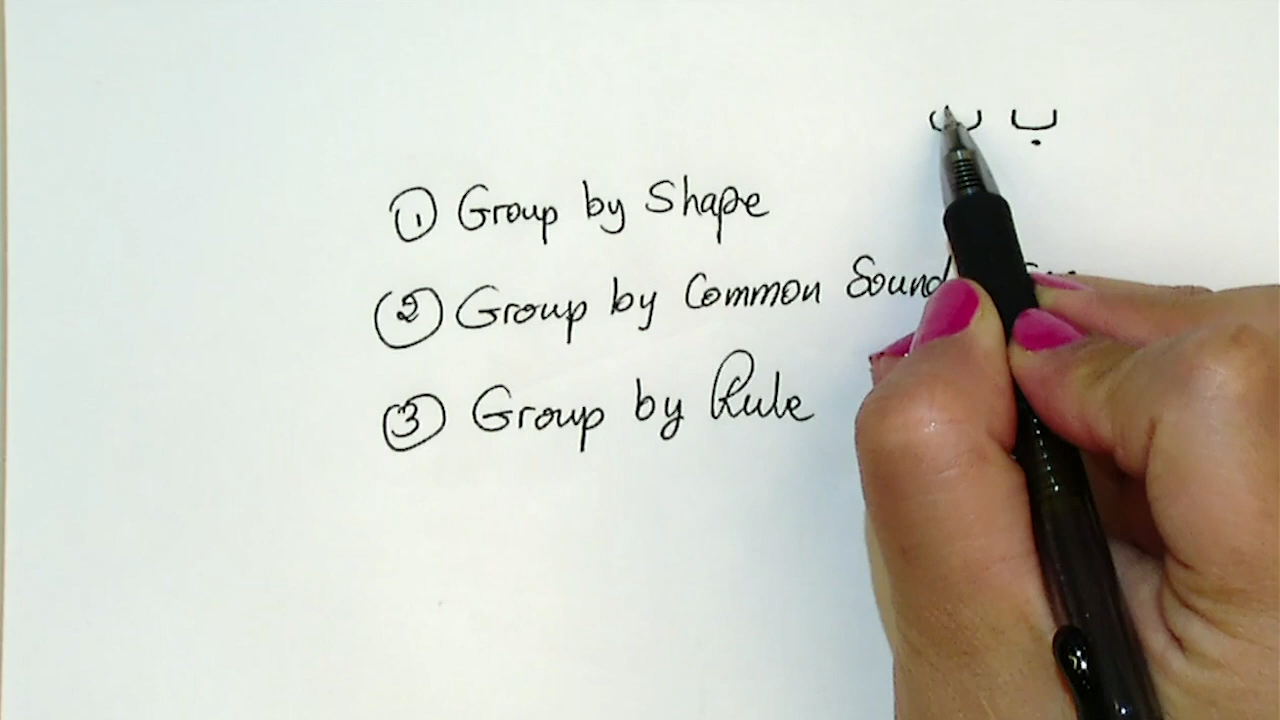 ب
① Group by Shape
② Group by Common Sound
③ Group by Rule